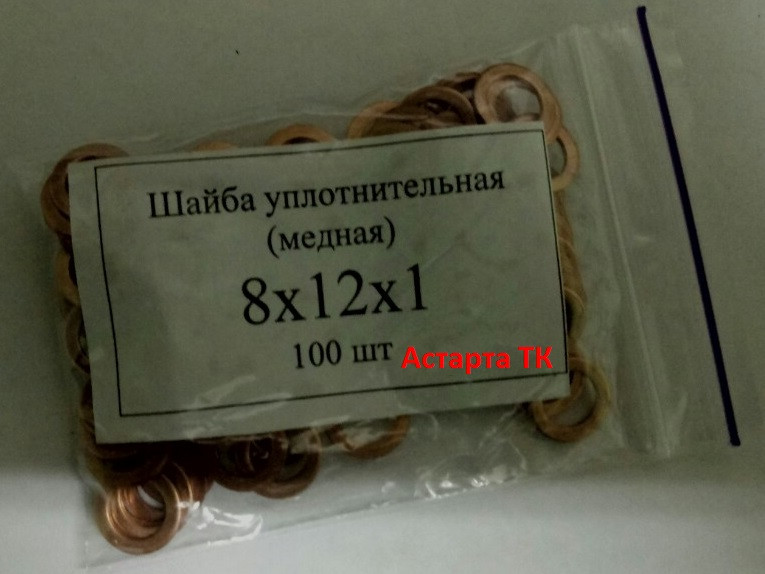 Шайба уплотнительная
(медная)
8х12х1
100 шт Астарта ТК